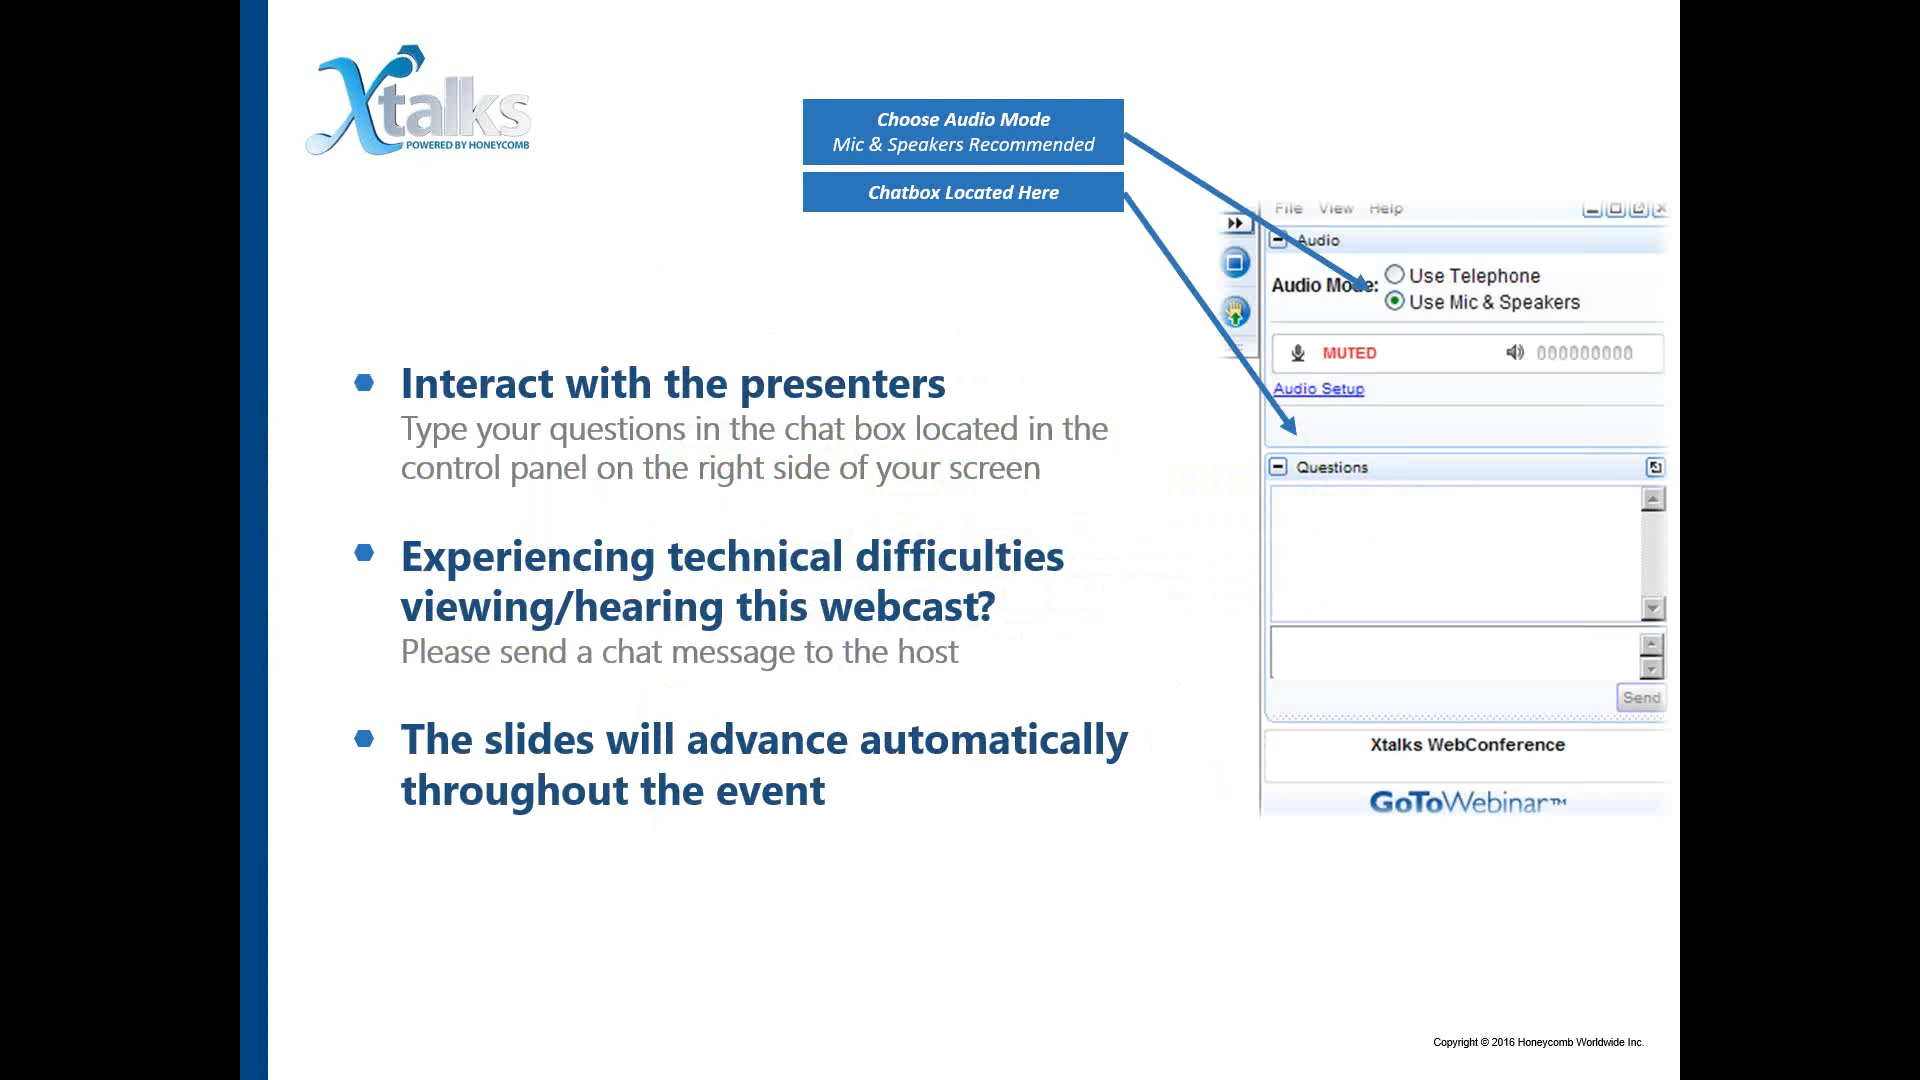 Xtalks
POWERED BY HONEYCOMB
Choose Audio Mode
Mic & Speakers Recommended
Chatbox Located Here
Interact with the presenters
Type your questions in the chat box located in the
control panel on the right side of your screen
Experiencing technical difficulties
viewing/hearing this webcast?
Please send a chat message to the host
The slides will advance automatically
throughout the event
File View Help
Audio
Audio Mode:
Use Telephone
Use Mic & Speakers
MUTED
000000000
Audio Setup
Questions
Send
Xtalks WebConference
GoToWebinar™
Copyright © 2016 Honeycomb Worldwide Inc.